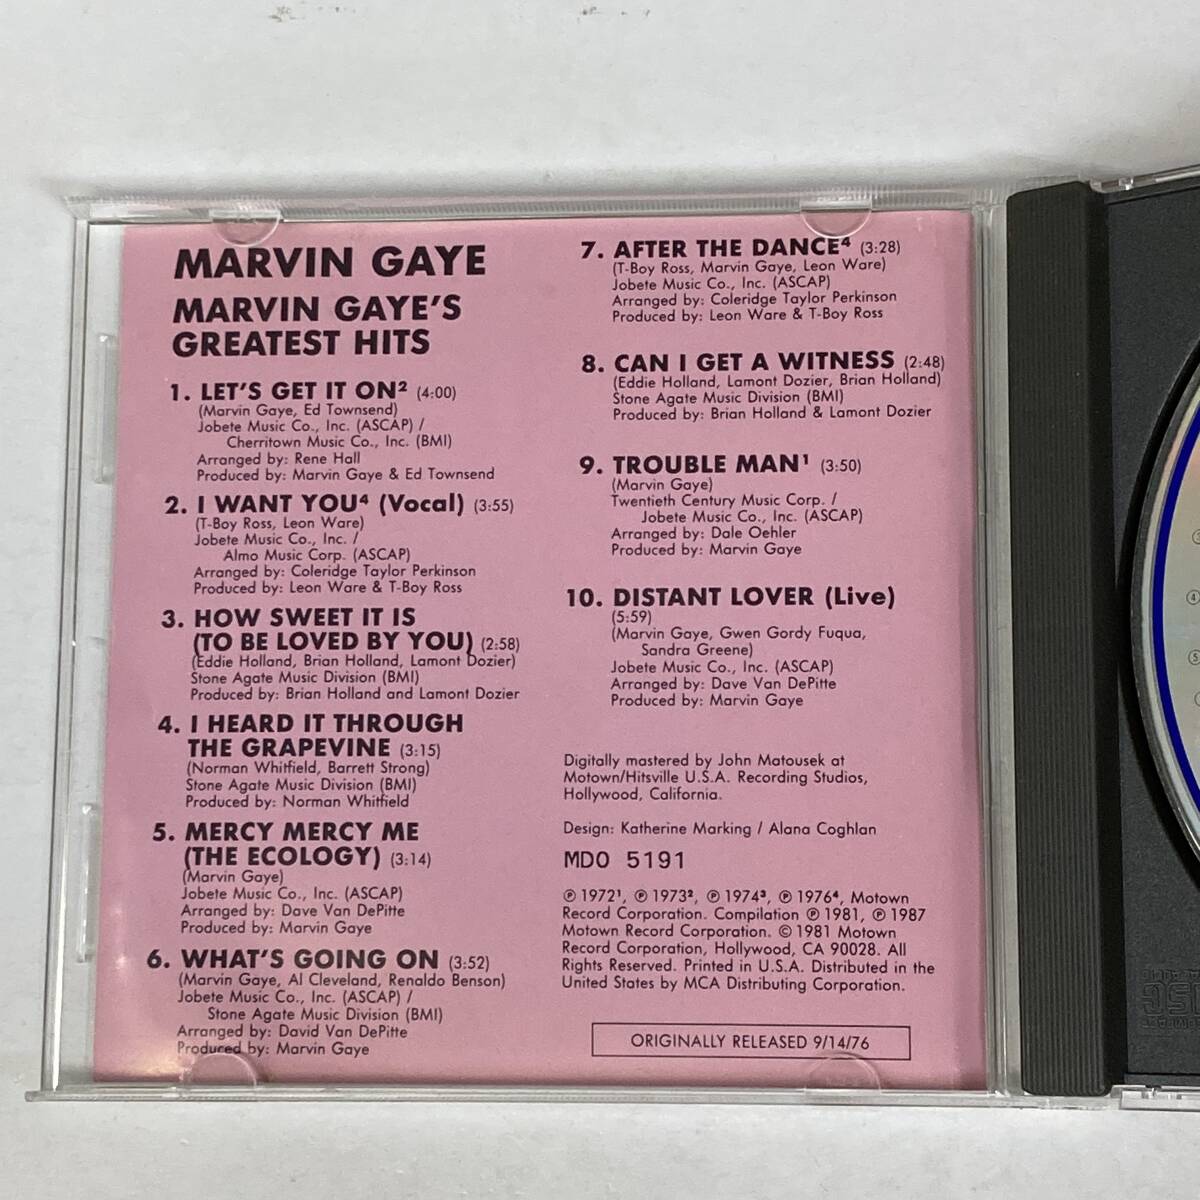 MARVIN GAYE
MARVIN GAYE'S
GREATEST HITS
1. LET'S GET IT ON² (4:00)
(Marvin Gaye, Ed Townsend)
Jobete Music Co., Inc. (ASCAP) /
Cherritown Music Co., Inc. (BMI)
Arranged by: Rene Hall
Produced by: Marvin Gaye & Ed Townsend
2. I WANT YOU⁴ (Vocal) (3:55)
(T-Boy Ross, Leon Ware)
Jobete Music Co., Inc. /
Almo Music Corp. (ASCAP)
Arranged by: Coleridge Taylor Perkinson
Produced by: Leon Ware & T-Boy Ross
3. HOW SWEET IT IS
(TO BE LOVED BY YOU) (2:58)
(Eddie Holland, Brian Holland, Lamont Dozier)
Stone Agate Music Division (BMI)
Produced by: Brian Holland and Lamont Dozier
4. I HEARD IT THROUGH
THE GRAPEVINE (3:15)
(Norman Whitfield, Barrett Strong)
Stone Agate Music Division (BMI)
Produced by: Norman Whitfield
5. MERCY MERCY ME
(THE ECOLOGY) (3:14)
(Marvin Gaye)
Jobete Music Co., Inc. (ASCAP)
Arranged by: Dave Van DePitte
Produced by: Marvin Gaye
6. WHAT'S GOING ON (3:52)
(Marvin Gaye, Al Cleveland, Renaldo Benson)
Jobete Music Co., Inc. (ASCAP) /
Stone Agate Music Division (BMI)
Arranged by: David Van DePitte
Produced by: Marvin Gaye
7. AFTER THE DANCE⁴ (3:28)
(T-Boy Ross, Marvin Gaye, Leon Ware)
Jobete Music Co., Inc. (ASCAP)
Arranged by: Coleridge Taylor Perkinson
Produced by: Leon Ware & T-Boy Ross
8. CAN I GET A WITNESS (2:48)
(Eddie Holland, Lamont Dozier, Brian Holland)
Stone Agate Music Division (BMI)
Produced by: Brian Holland & Lamont Dozier
9. TROUBLE MAN¹ (3:50)
(Marvin Gaye)
Twentieth Century Music Corp. /
Jobete Music Co., Inc. (ASCAP)
Arranged by: Dale Oehler
Produced by: Marvin Gaye
10. DISTANT LOVER (Live)
(5:59)
(Marvin Gaye, Gwen Gordy Fuqua,
Sandra Greene)
Jobete Music Co., Inc. (ASCAP)
Arranged by: Dave Van DePitte
Produced by: Marvin Gaye
Digitally mastered by John Matousek at
Motown/Hitsville U.S.A. Recording Studios,
Hollywood, California.
Design: Katherine Marking / Alana Coghlan
MDO 5191
℗ 1972¹, ℗ 1973², ℗ 1974³, ℗ 1976⁴, Motown
Record Corporation. Compilation ℗ 1981, ℗ 1987
Motown Record Corporation. © 1981 Motown
Record Corporation, Hollywood, CA 90028. All
Rights Reserved. Printed in U.S.A. Distributed in the
United States by MCA Distributing Corporation.
ORIGINALLY RELEASED 9/14/76